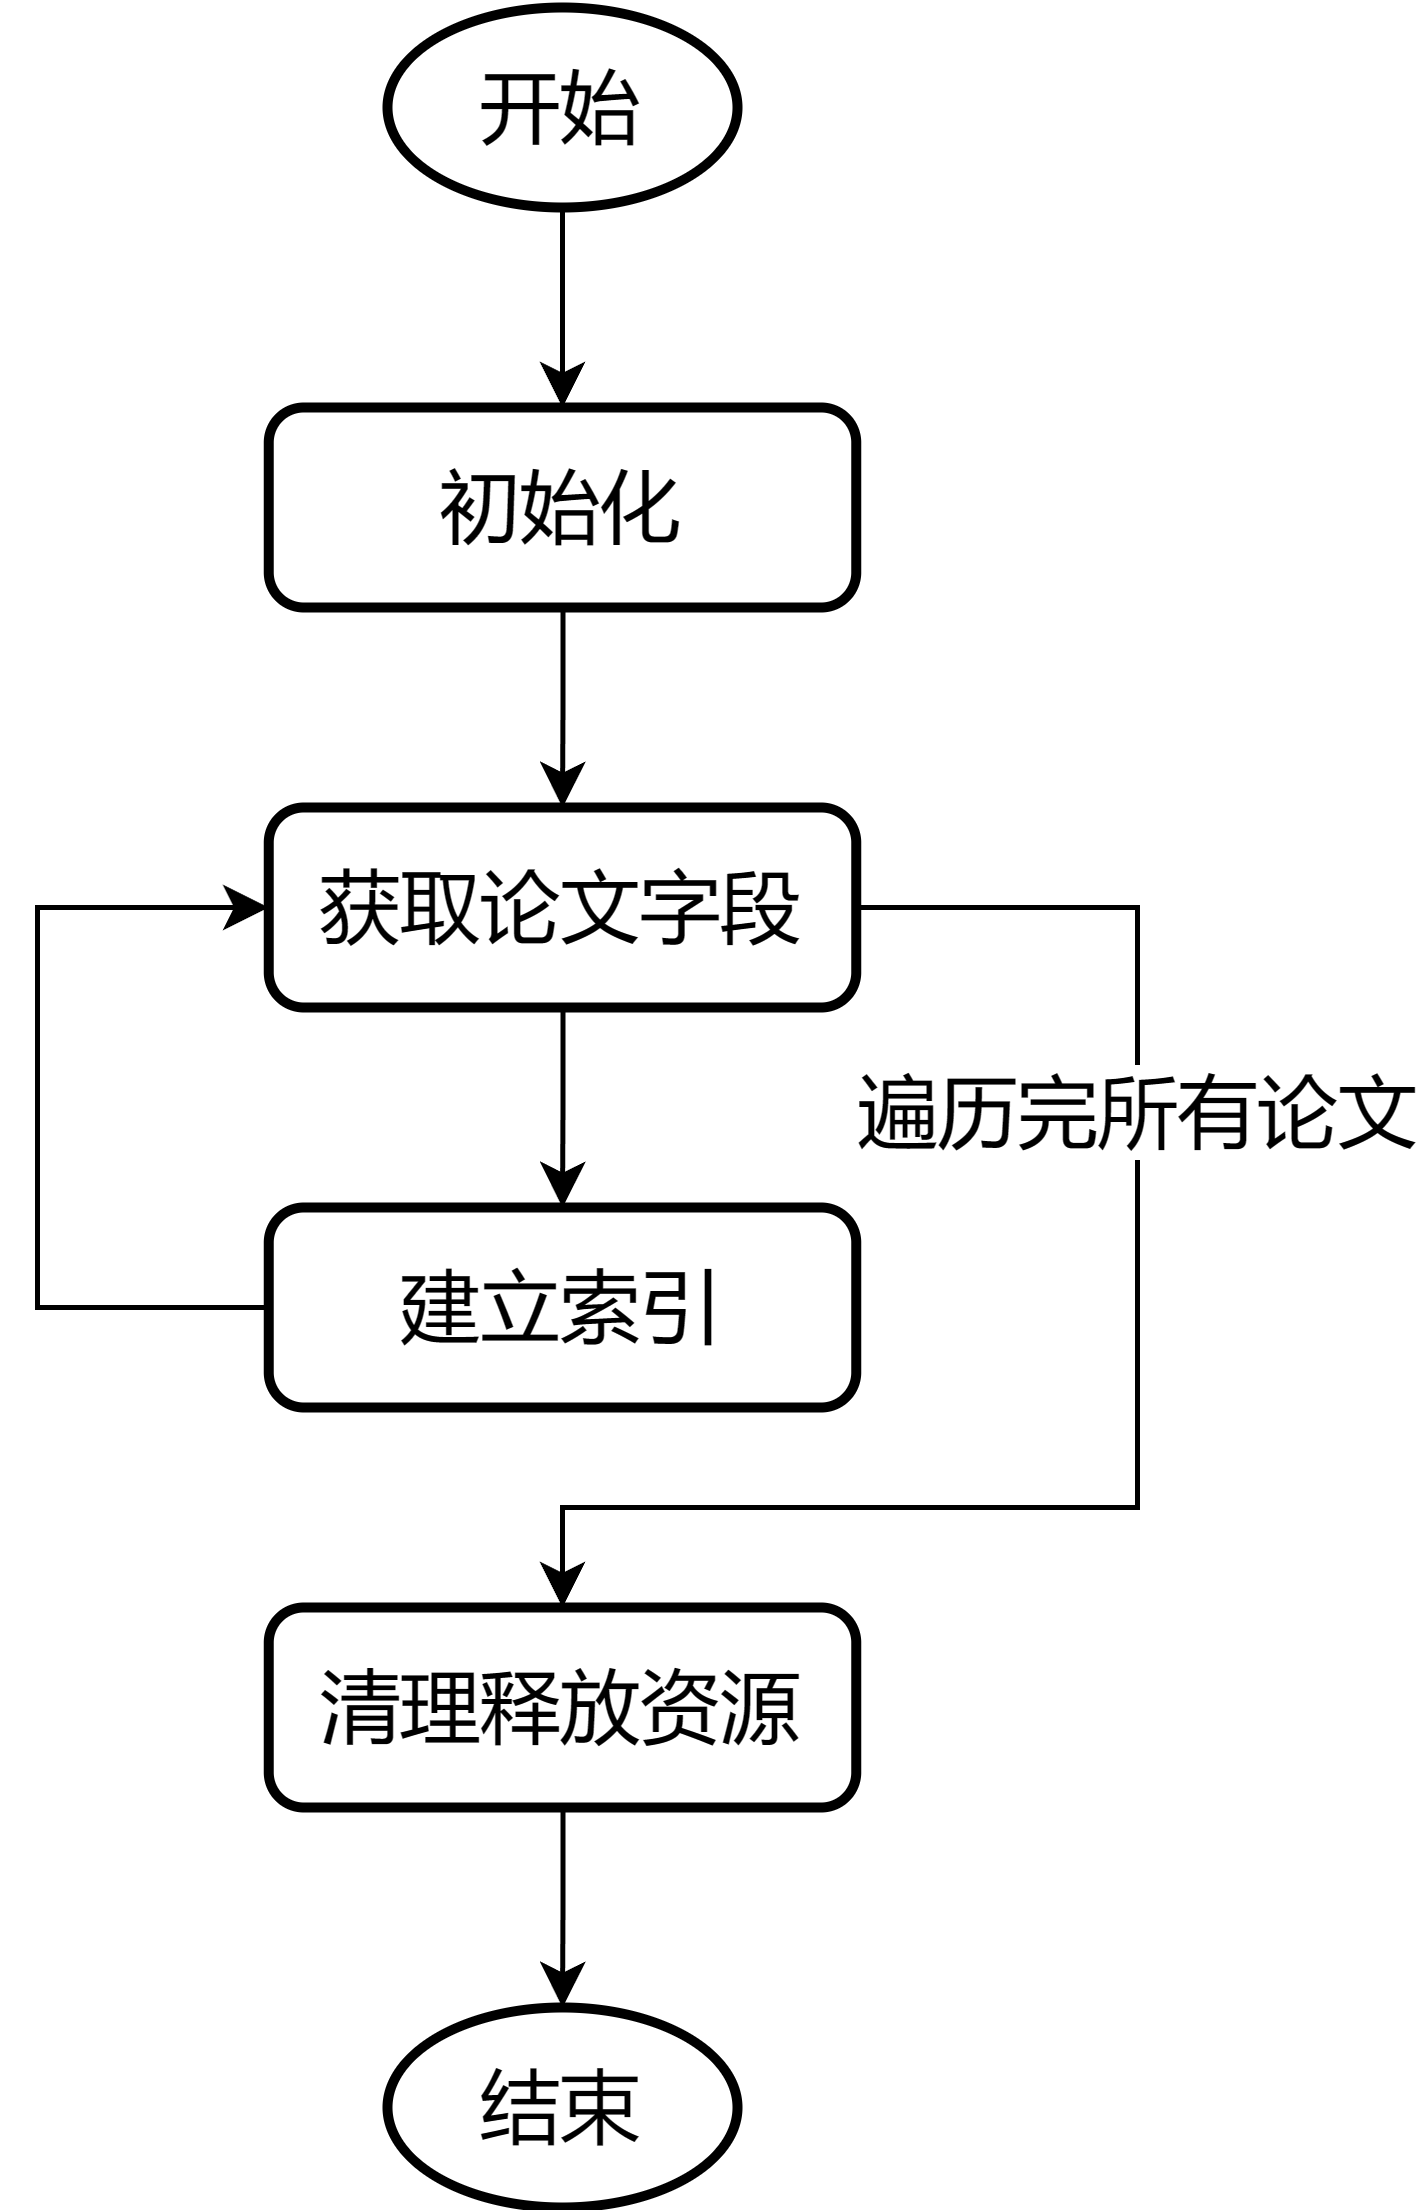 开始
初始化
获取论文字段
遍历完所有论文
建立索引
清理释放资源
结束